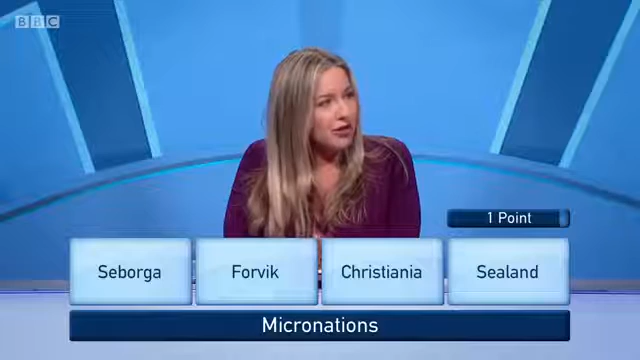 BBC
1 Point
Seborga
Forvik
Christiania
Sealand
Micronations